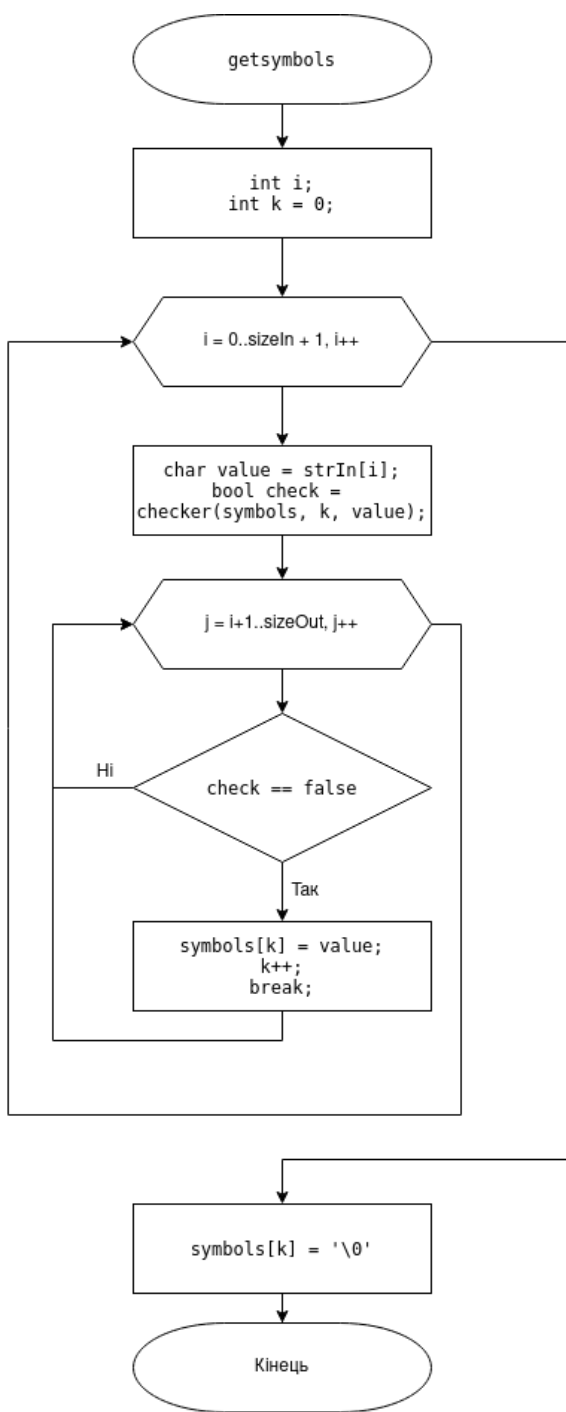 getsymbols
int i;
int k = 0;
i = 0..sizeIn + 1, i++
char value = strIn[i];
bool check =
checker(symbols, k, value);
j = i+1..sizeOut, j++
Ні
check == false
Так
symbols[k] = value;
k++;
break;
symbols[k] = '\0'
Кінець